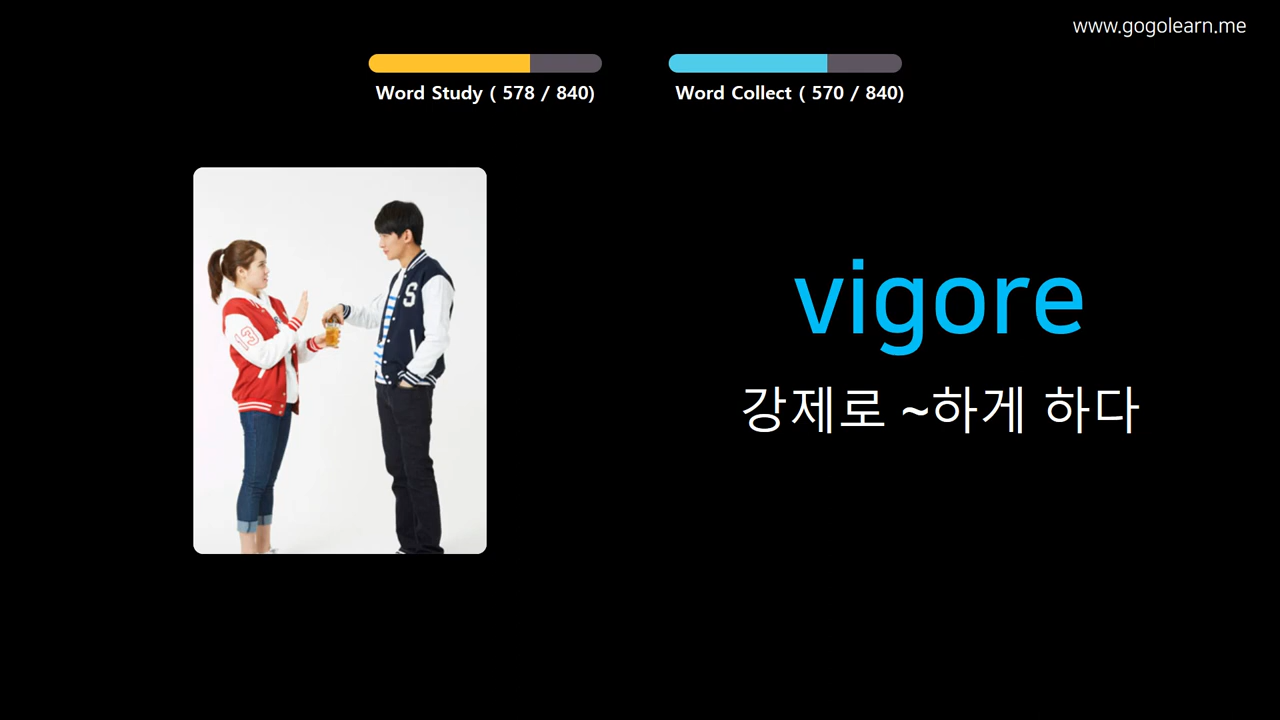 www.gogolearn.me
Word Study ( 578 / 840)
Word Collect ( 570 / 840)
S
13
vigore
강제로 ~하게 하다